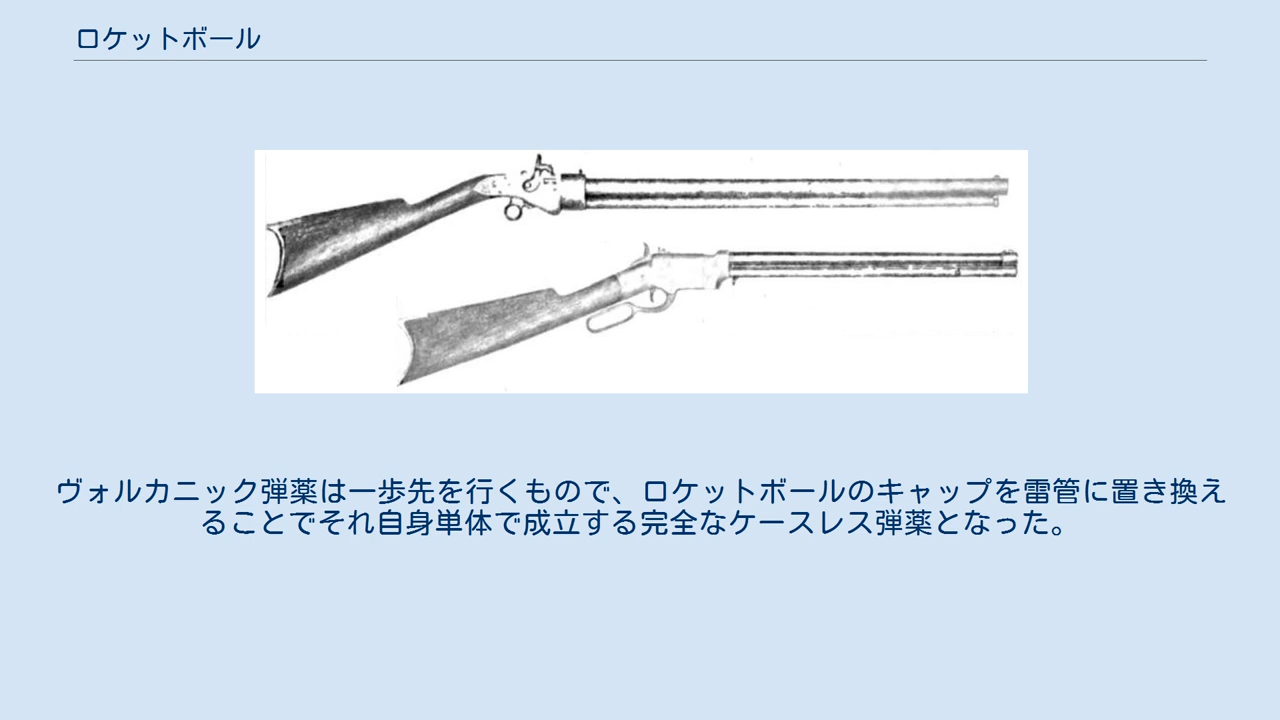 ロケットボール
ヴォルカニック弾薬は一歩先を行くもので、ロケットボールのキャップを雷管に置き換え
ることでそれ自身単体で成立する完全なケースレス弾薬となった。